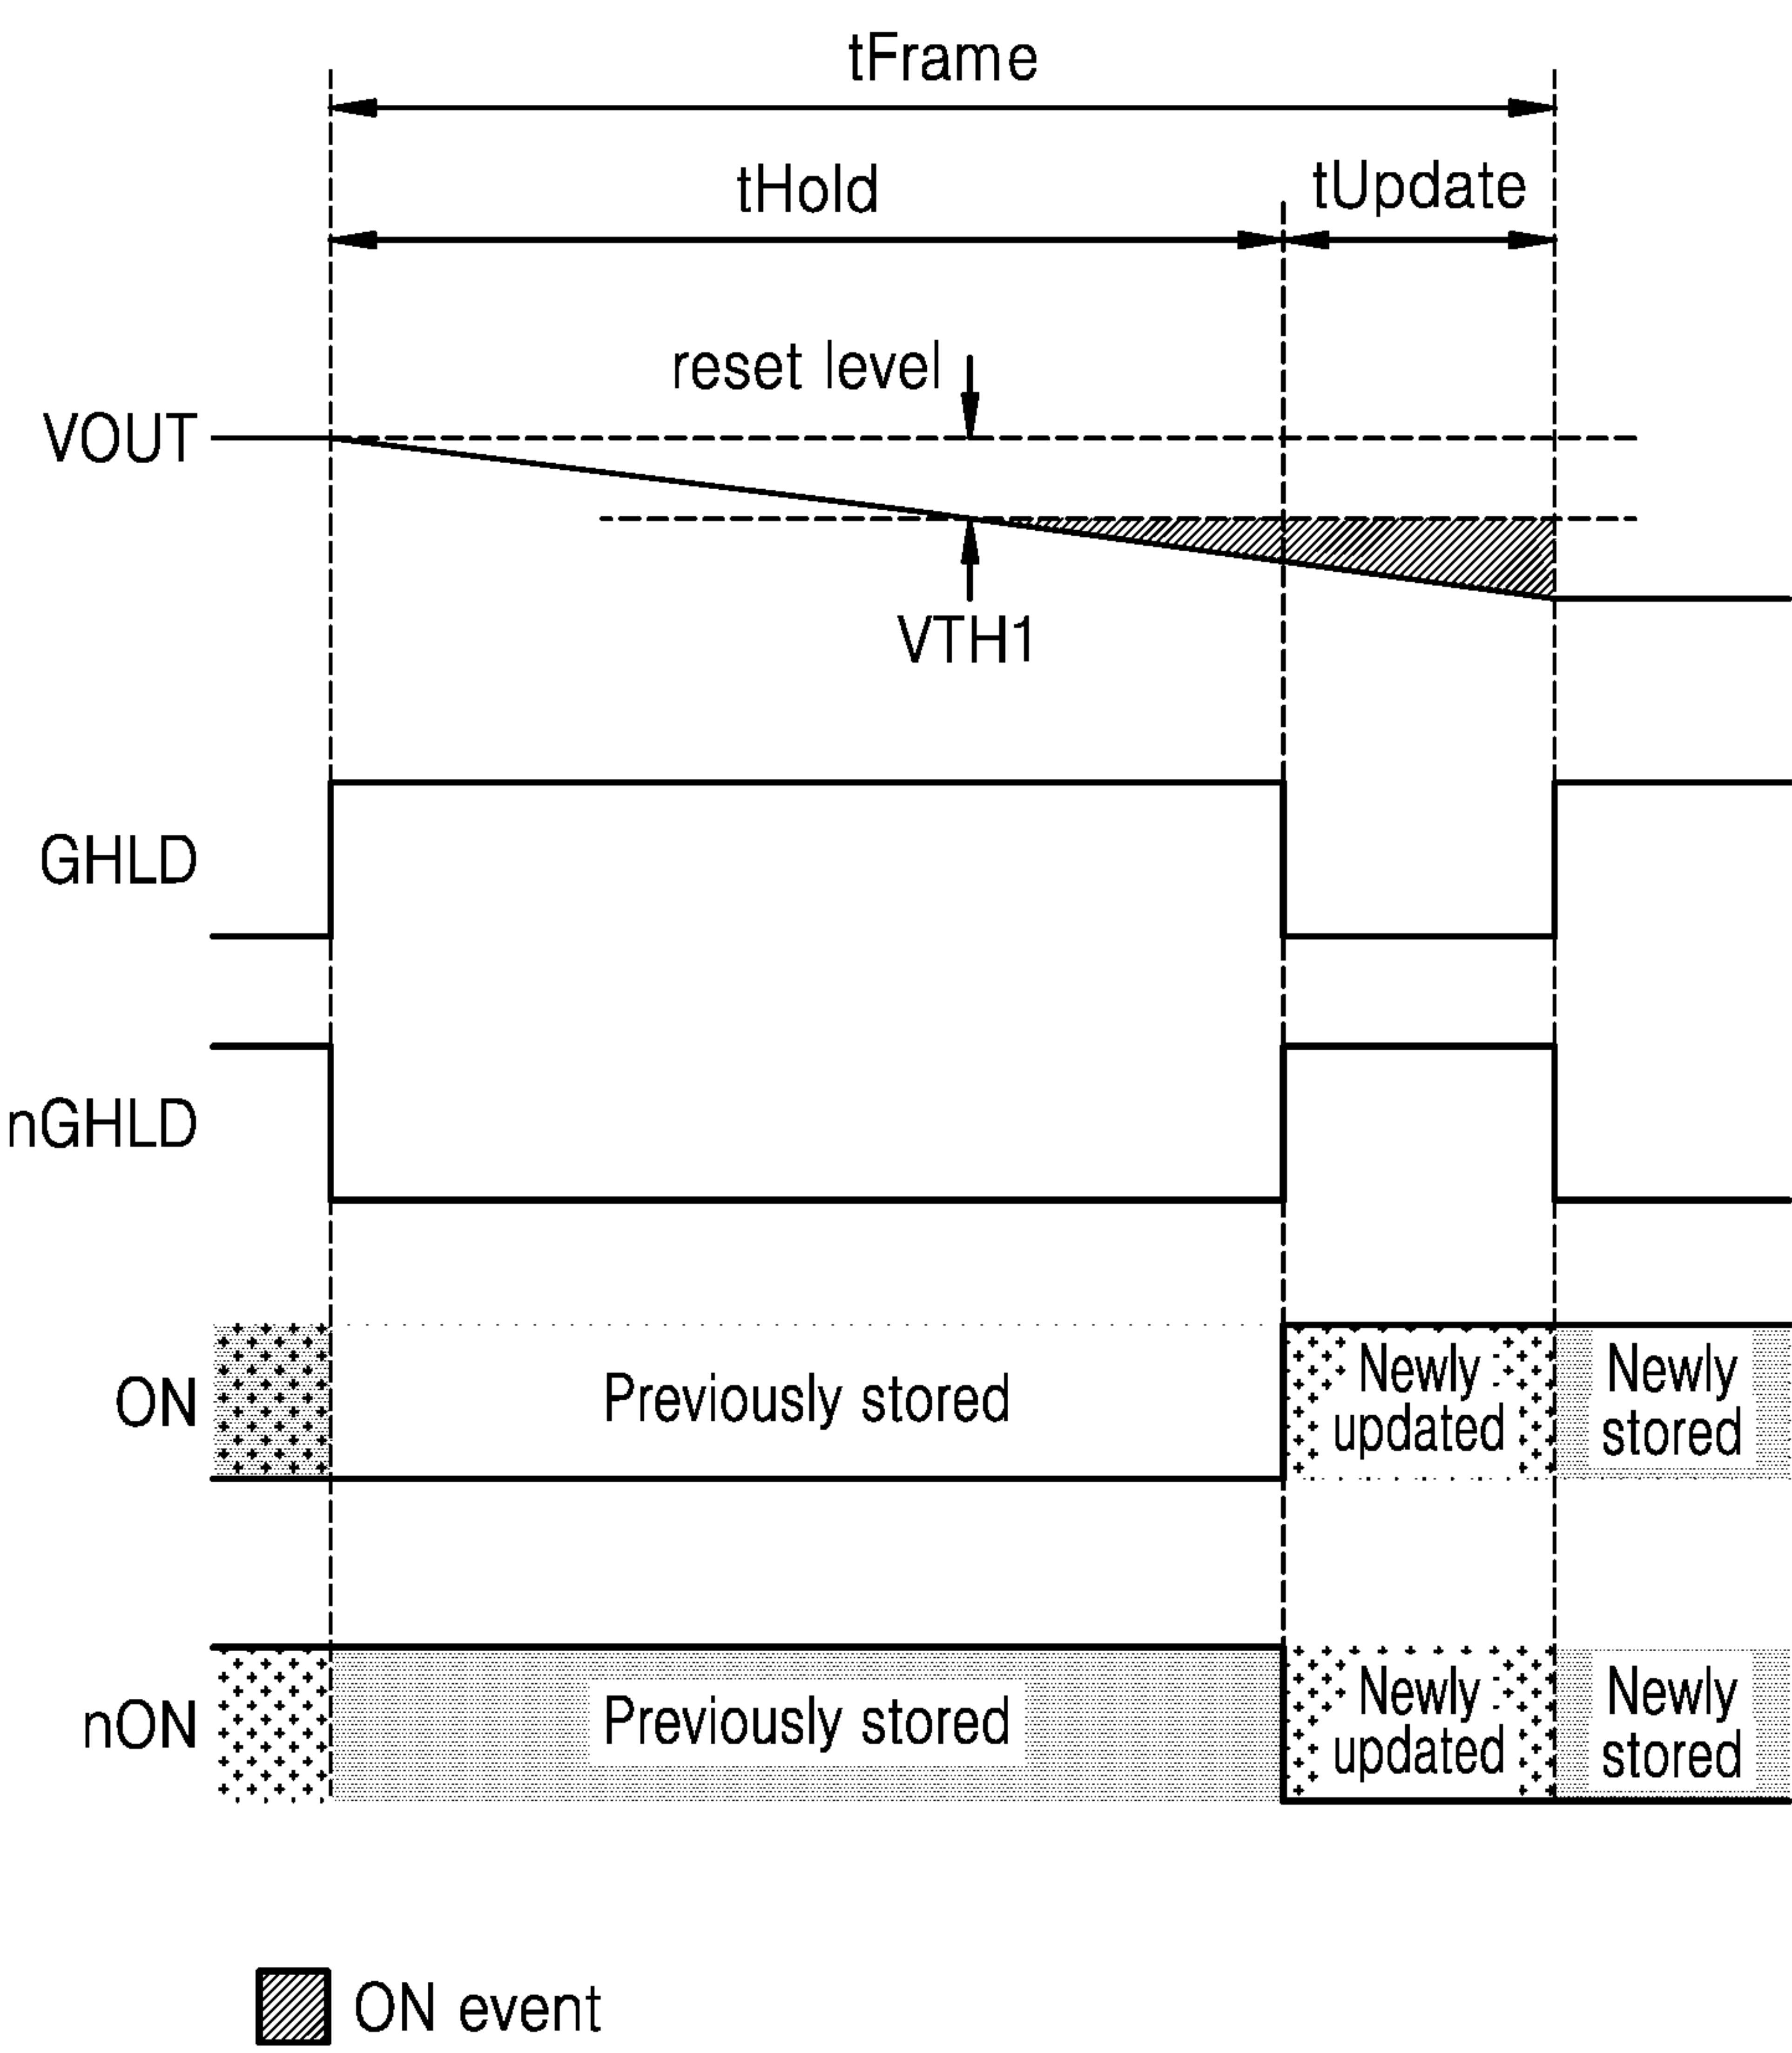 tFrame
tHold
tUpdate
reset level
VOUT
VTH1
GHLD
nGHLD
ON
Previously stored
Newly
updated
Newly
stored
nON
Previously stored
Newly
updated
Newly
stored
ON event